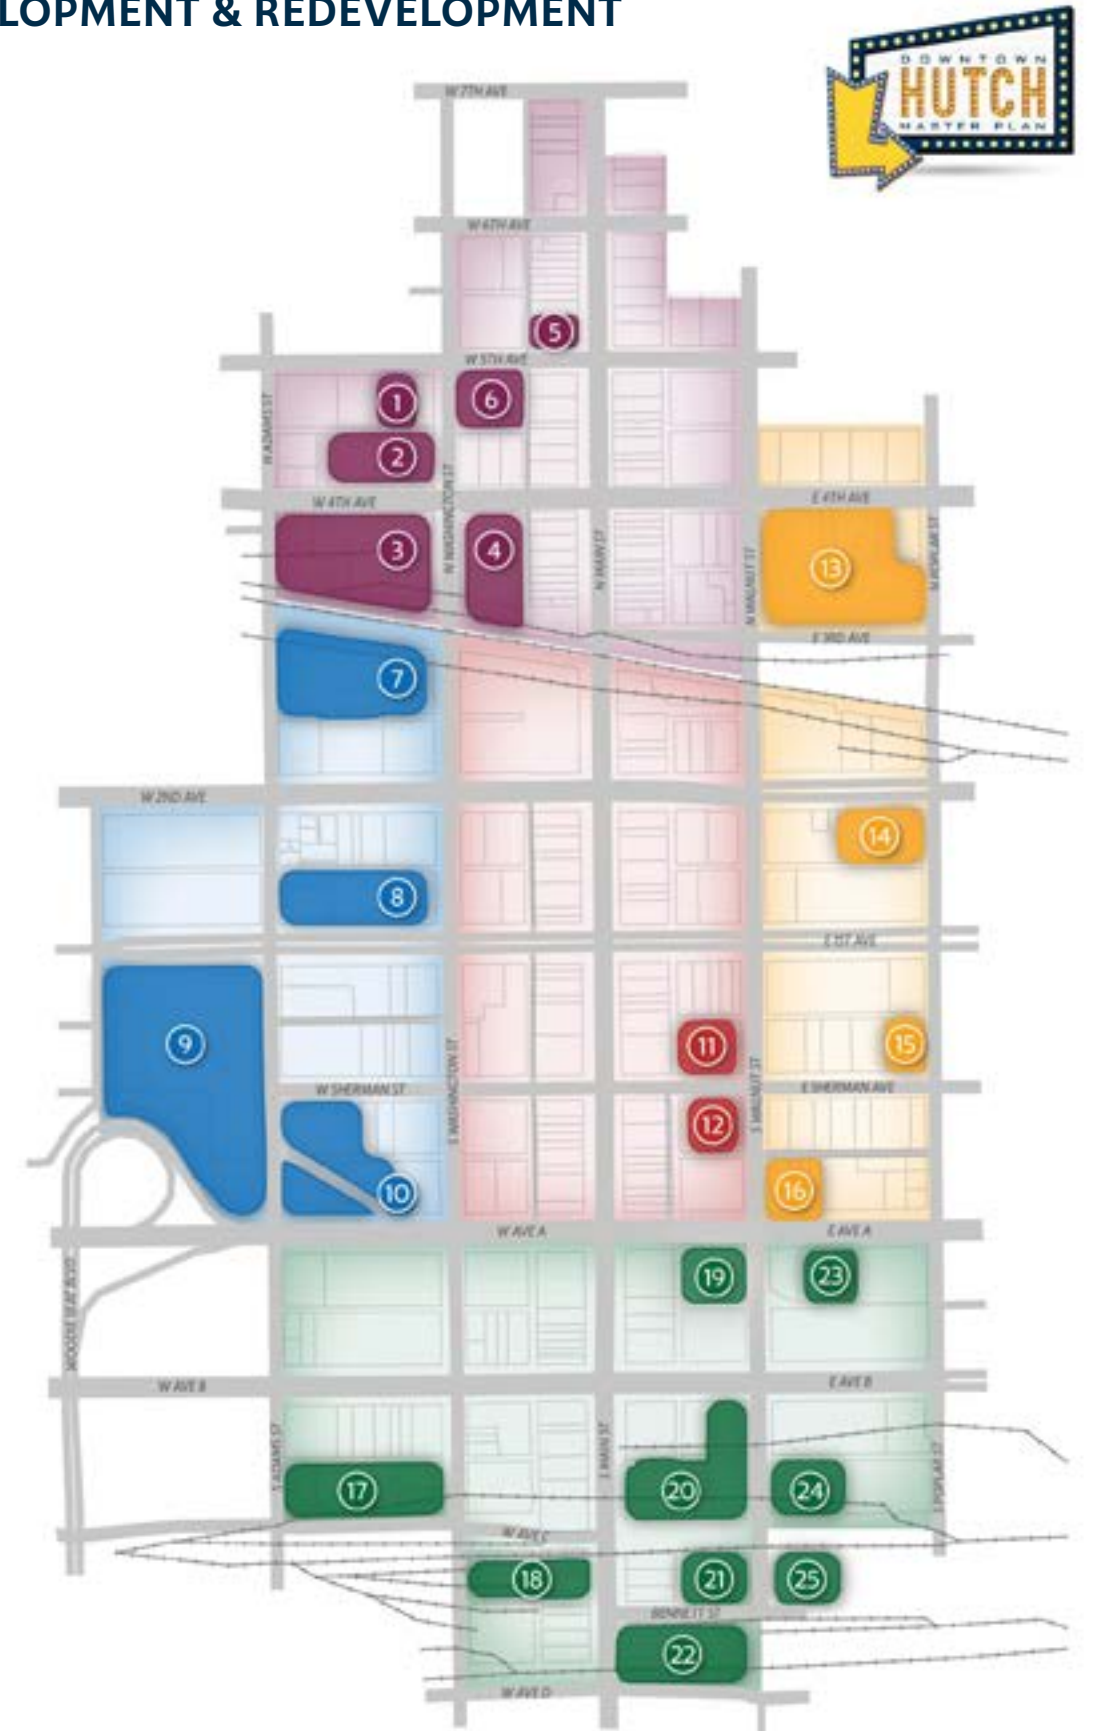 LOPMENT & REDEVELOPMENT
DOWNTOWN
HUTCH
MASTER PLAN
W 7TH AVE
W 6TH AVE
5
W 5TH AVE
N ADAMS ST
1
6
2
N WASHINGTON ST
W 4TH AVE
E 4TH AVE
3
4
N MAIN ST
N WALNUT ST
13
N POPLAR ST
E 3RD AVE
7
W 2ND AVE
14
8
E 1ST AVE
9
11
15
S WASHINGTON ST
S WALNUT ST
W SHERMAN ST
E SHERMAN AVE
12
10
16
W AVE A
E AVE A
19
23
WOODIE SEAT FWY
W AVE B
E AVE B
S ADAMS ST
S MAIN ST
S POPLAR ST
17
20
24
W AVE C
18
21
25
BENNETT ST
22
W AVE D